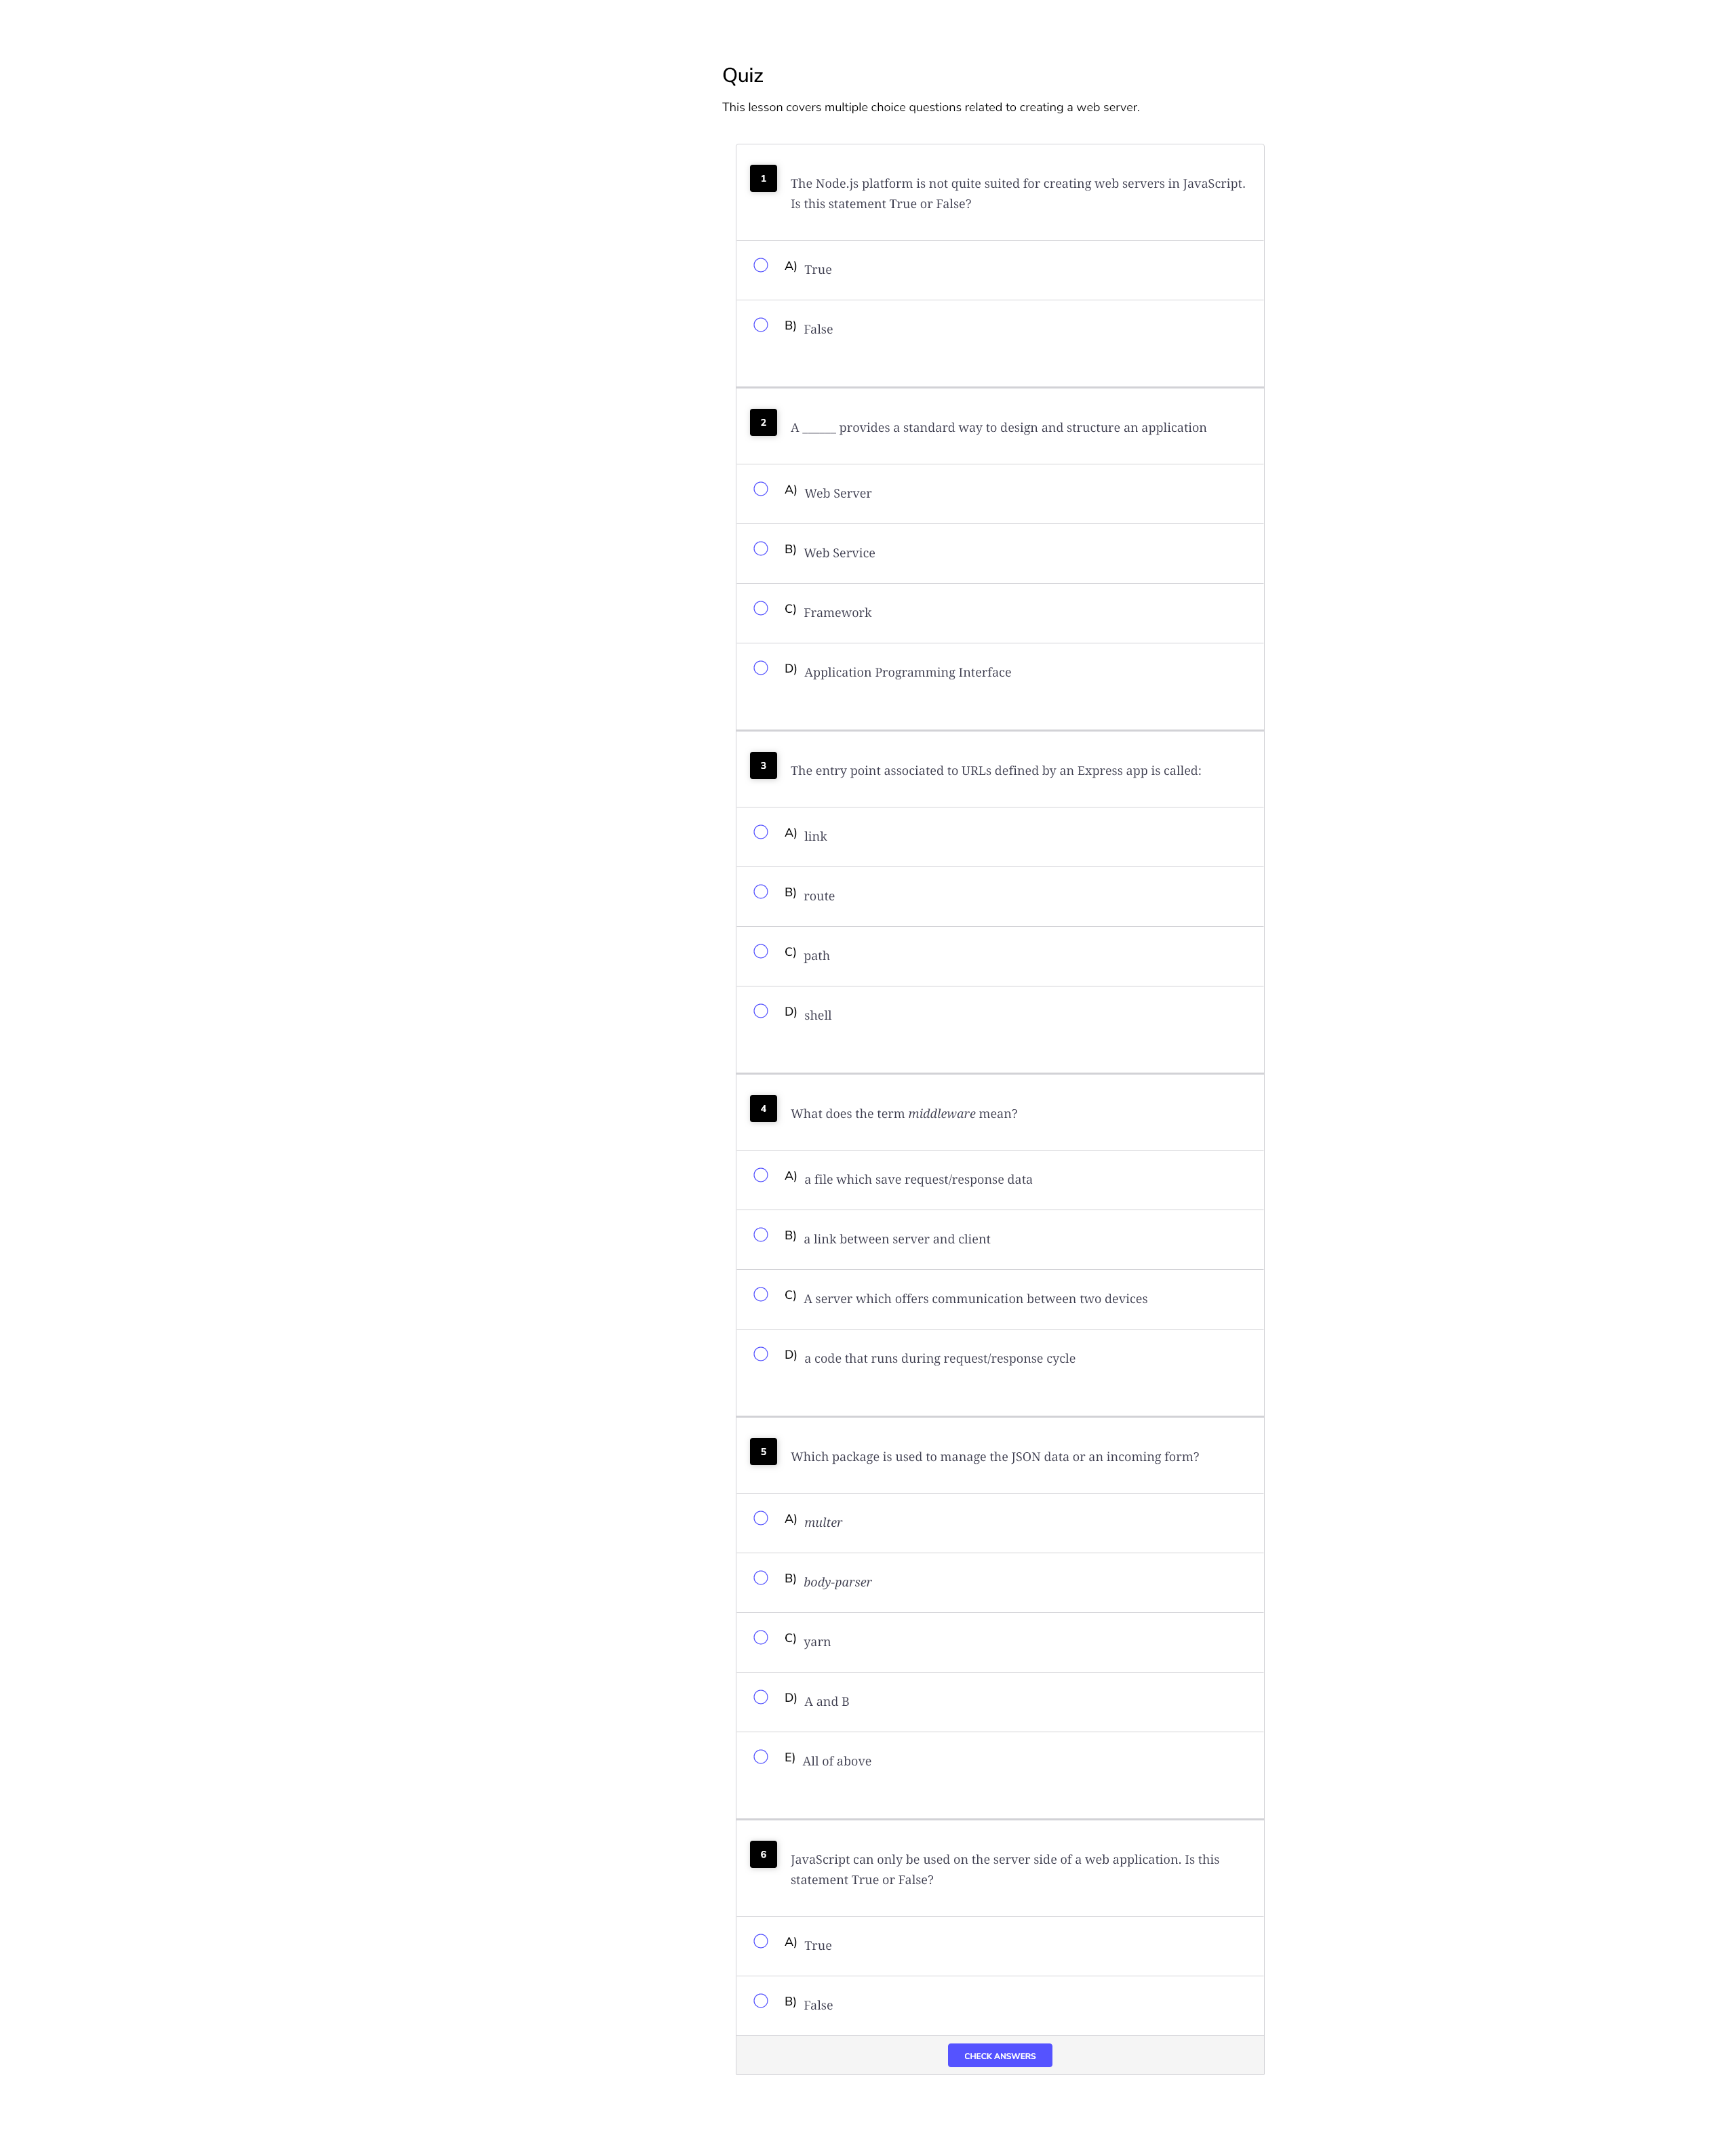 Quiz
This lesson covers multiple choice questions related to creating a web server.
1
The Node.js platform is not quite suited for creating web servers in JavaScript.
Is this statement True or False?
A) True
B) False
2
A _____ provides a standard way to design and structure an application
A) Web Server
B) Web Service
C) Framework
D) Application Programming Interface
3
The entry point associated to URLs defined by an Express app is called:
A) link
B) route
C) path
D) shell
4
What does the term middleware mean?
A) a file which save request/response data
B) a link between server and client
C) A server which offers communication between two devices
D) a code that runs during request/response cycle
5
Which package is used to manage the JSON data or an incoming form?
A) multer
B) body-parser
C) yarn
D) A and B
E) All of above
6
JavaScript can only be used on the server side of a web application. Is this
statement True or False?
A) True
B) False
CHECK ANSWERS